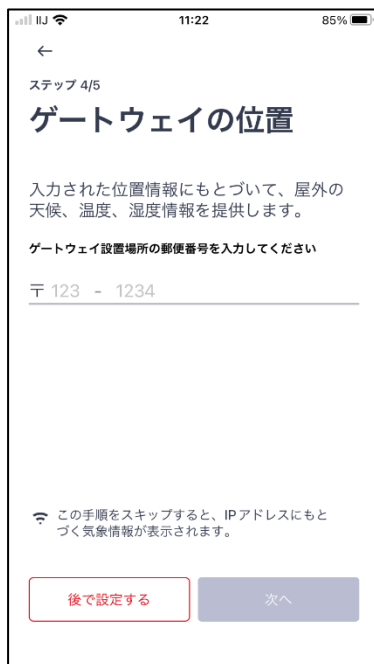 IIJ 11:22 85%
ステップ 4/5
ゲートウェイの位置
入力された位置情報にもとづいて、屋外の
天候、温度、湿度情報を提供します。
ゲートウェイ設置場所の郵便番号を入力してください
〒 123 - 1234
この手順をスキップすると、IPアドレスにもと
づく気象情報が表示されます。
後で設定する 次へ